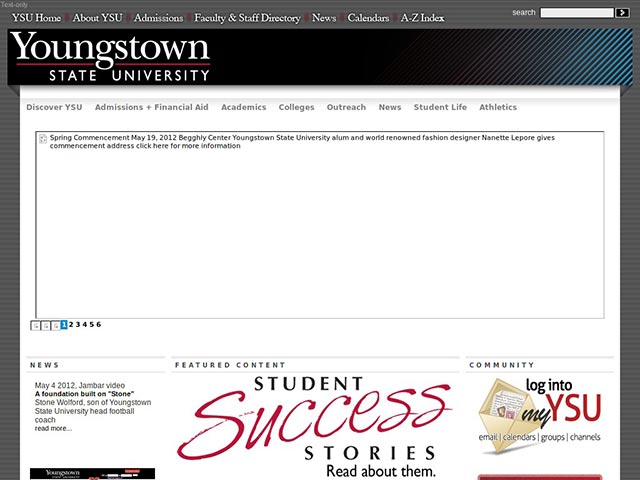 Text-only
YSU Home About YSU Admissions Faculty & Staff Directory News Calendars A-Z Index
search
Youngstown
STATE UNIVERSITY
Discover YSU Admissions + Financial Aid Academics Colleges Outreach News Student Life Athletics
Spring Commencement May 19, 2012 Begghly Center Youngstown State University alum and world renowned fashion designer Nanette Lepore gives
commencement address click here for more information
1 2 3 4 5 6
NEWS FEATURED CONTENT COMMUNITY
May 4 2012, Jambar video
A foundation built on "Stone"
Stone Wolford, son of Youngstown
State University head football
coach
read more...
STUDENT
Success
STORIES
Read about them.
log into
myYSU
email | calendars | groups | channels
Youngstown